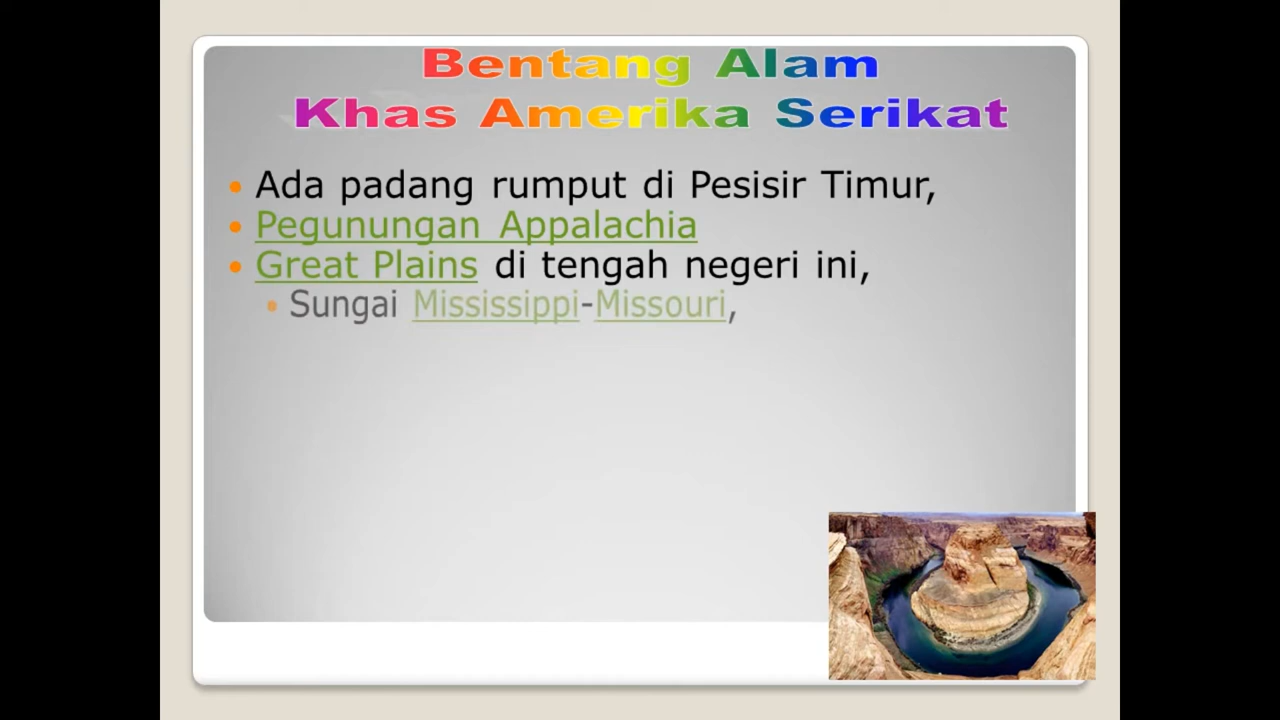 Bentang Alam
Khas Amerika Serikat
Ada padang rumput di Pesisir Timur,
Pegunungan Appalachia
Great Plains di tengah negeri ini,
Sungai Mississippi-Missouri,